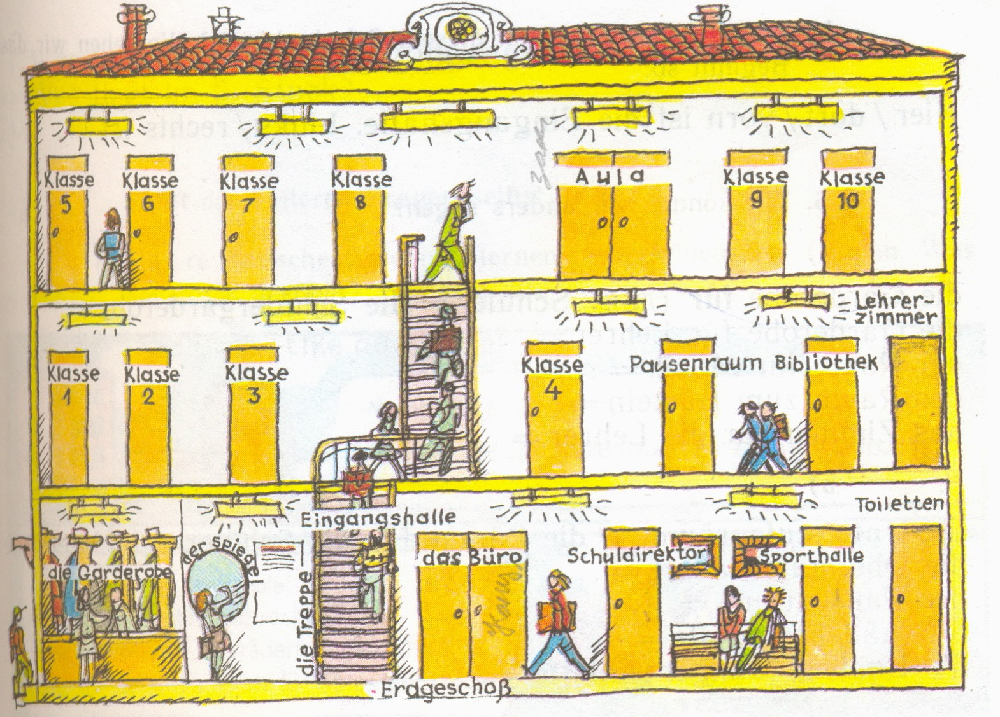 Klasse
5
Klasse
6
Klasse
7
Klasse
8
Aula
Klasse
9
Klasse
10
Lehrer-
zimmer
Klasse
1
Klasse
2
Klasse
3
Klasse
4
Pausenraum
Bibliothek
Toiletten
Eingangshalle
die Garderobe
der Spiegel
die Treppe
das Büro
Schuldirektor
Sporthalle
Erdgeschoß